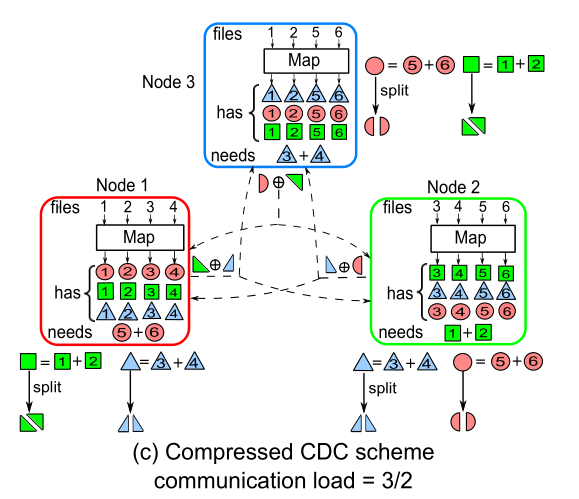 files 1 2 5 6
Map
Node 3
has
1 2 5 6
1 2 5 6
1 2 5 6
needs 3 + 4
= 5 + 6
split
= 1 + 2
⊕
Node 1
files
1 2 3 4
Map
has
1 2 3 4
1 2 3 4
1 2 3 4
needs
5 + 6
⊕
⊕
Node 2
files
3 4 5 6
Map
has
3 4 5 6
3 4 5 6
3 4 5 6
needs
1 + 2
= 1 + 2
split
= 3 + 4
= 3 + 4
split
= 5 + 6
(c) Compressed CDC scheme
communication load = 3/2